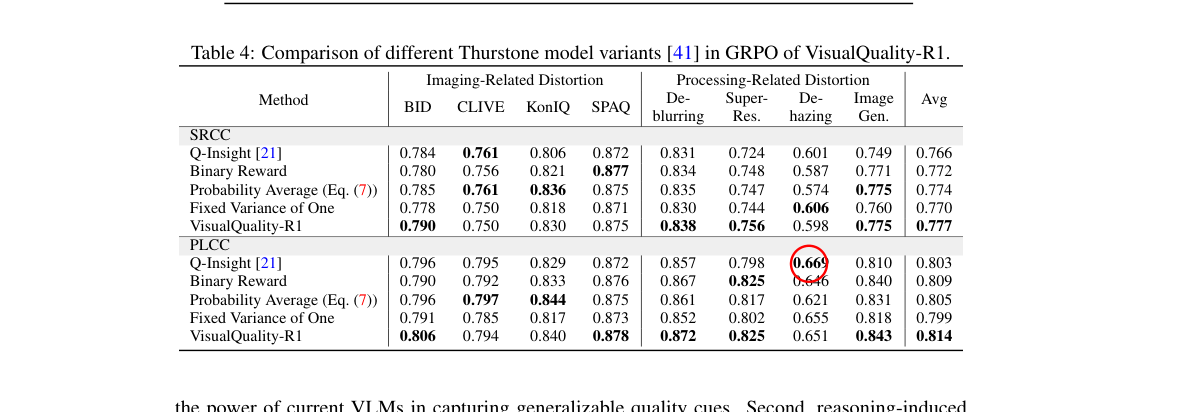 Table 4: Comparison of different Thurstone model variants [41] in GRPO of VisualQuality-R1.
Method Imaging-Related Distortion Processing-Related Distortion Avg
BID CLIVE KonIQ SPAQ De-blurring Super-Res. De-hazing Image Gen.
SRCC
Q-Insight [21] 0.784 0.761 0.806 0.872 0.831 0.724 0.601 0.749 0.766
Binary Reward 0.780 0.756 0.821 0.877 0.834 0.748 0.587 0.771 0.772
Probability Average (Eq. (7)) 0.785 0.761 0.836 0.875 0.835 0.747 0.574 0.775 0.774
Fixed Variance of One 0.778 0.750 0.818 0.871 0.830 0.744 0.606 0.760 0.770
VisualQuality-R1 0.790 0.750 0.830 0.875 0.838 0.756 0.598 0.775 0.777
PLCC
Q-Insight [21] 0.796 0.795 0.829 0.872 0.857 0.798 0.669 0.810 0.803
Binary Reward 0.790 0.792 0.833 0.876 0.867 0.825 0.646 0.840 0.809
Probability Average (Eq. (7)) 0.796 0.797 0.844 0.875 0.861 0.817 0.621 0.831 0.805
Fixed Variance of One 0.791 0.785 0.817 0.873 0.852 0.802 0.655 0.818 0.799
VisualQuality-R1 0.806 0.794 0.840 0.878 0.872 0.825 0.651 0.843 0.814
the power of current VLMs in capturing generalizable quality cues. Second, reasoning-induced